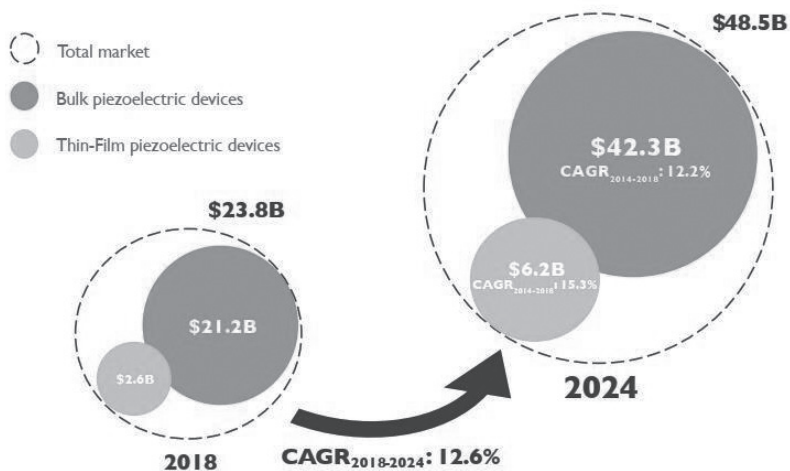 Total market
Bulk piezoelectric devices
Thin-Film piezoelectric devices
$23.8B
$21.2B
$2.6B
2018
CAGR2018-2024: 12.6%
$48.5B
$42.3B
CAGR2014-2018: 12.2%
$6.2B
CAGR2014-2018: 15.3%
2024